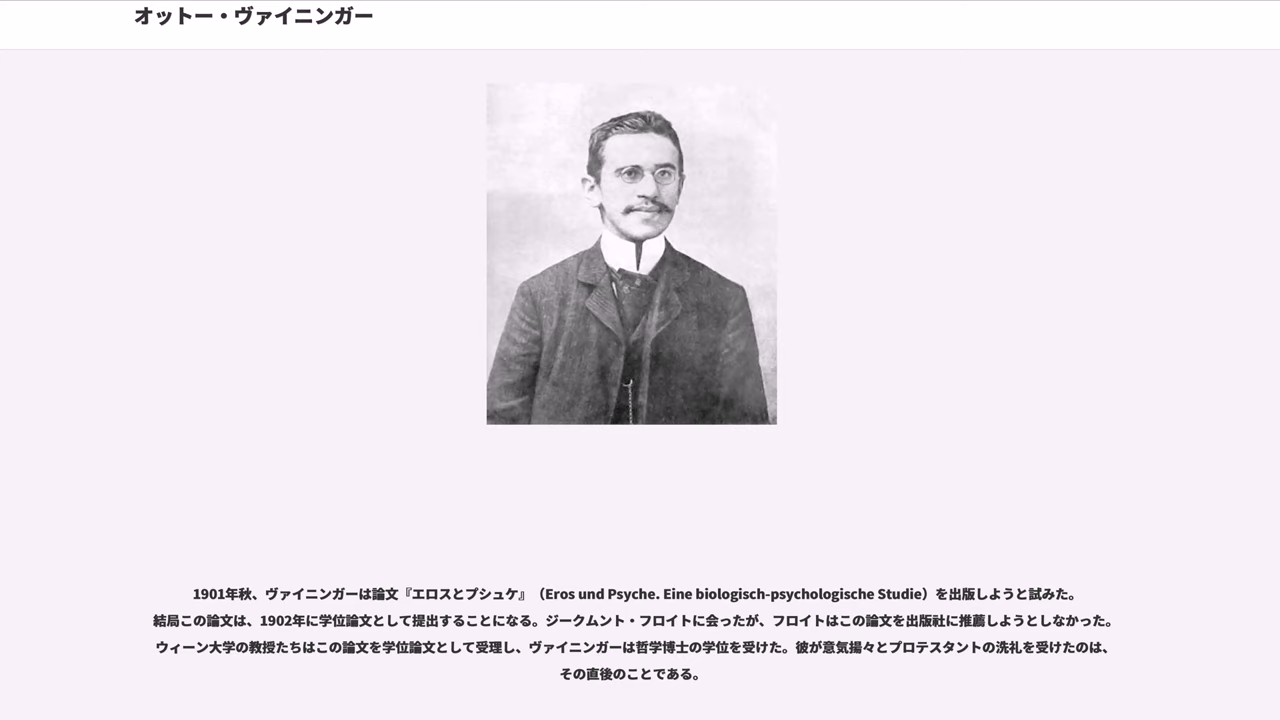 オットー・ヴァイニンガー
1901年秋、ヴァイニンガーは論文『エロスとプシュケ』（Eros und Psyche. Eine biologisch-psychologische Studie）を出版しようと試みた。
結局この論文は、1902年に学位論文として提出することになる。ジークムント・フロイトに会ったが、フロイトはこの論文を出版社に推薦しようとしなかった。
ウィーン大学の教授たちはこの論文を学位論文として受理し、ヴァイニンガーは哲学博士の学位を受けた。彼が意気揚々とプロテスタントの洗礼を受けたのは、
その直後のことである。